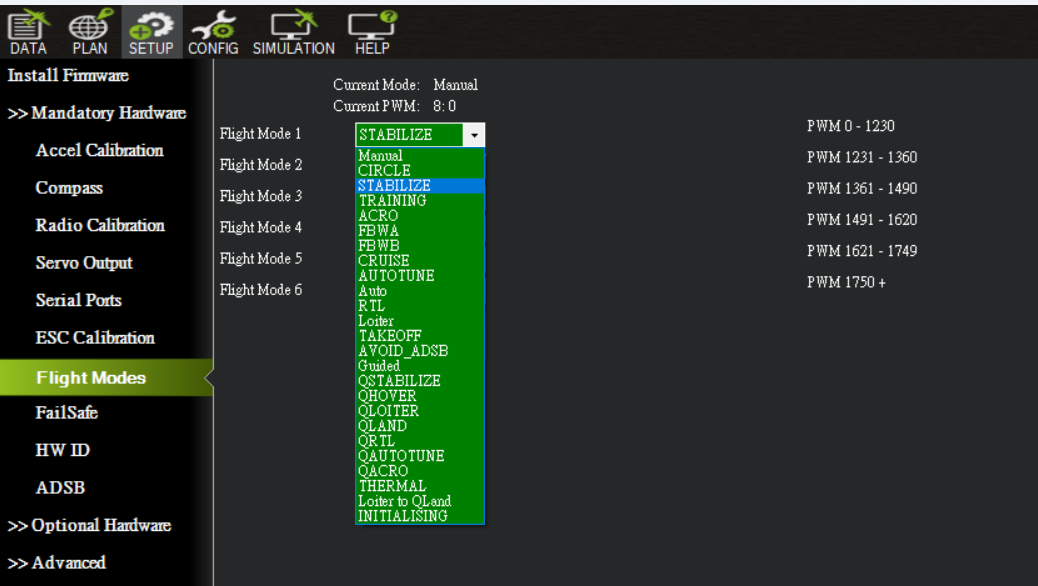 DATA PLAN SETUP CONFIG SIMULATION HELP
Install Firmware
>> Mandatory Hardware
Accel Calibration
Compass
Radio Calibration
Servo Output
Serial Ports
ESC Calibration
Flight Modes
FailSafe
HW ID
ADSB
>> Optional Hardware
>> Advanced
Current Mode: Manual
Current PWM: 8: 0
Flight Mode 1 STABILIZE PWM 0 - 1230
Flight Mode 2 PWM 1231 - 1360
Flight Mode 3 PWM 1361 - 1490
Flight Mode 4 PWM 1491 - 1620
Flight Mode 5 PWM 1621 - 1749
Flight Mode 6 PWM 1750 +
Manual
CIRCLE
STABILIZE
TRAINING
ACRO
FBWA
FBWB
CRUISE
AUTOTUNE
Auto
RTL
Loiter
TAKEOFF
AVOID_ADSB
Guided
QSTABILIZE
QHOVER
QLOITER
QLAND
QRTL
QAUTOTUNE
QACRO
THERMAL
Loiter to QLand
INITIALISING